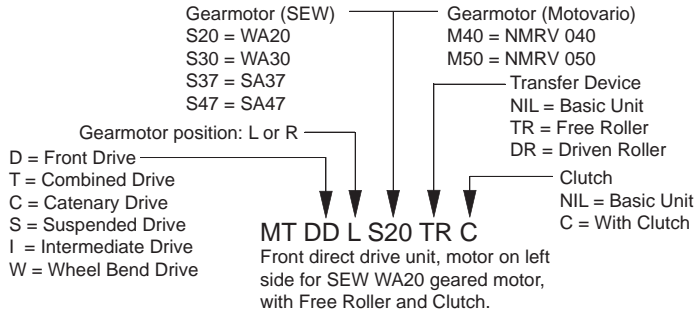 Gearmotor (SEW)
S20 = WA20
S30 = WA30
S37 = SA37
S47 = SA47
Gearmotor (Motovario)
M40 = NMRV 040
M50 = NMRV 050
Transfer Device
NIL = Basic Unit
TR = Free Roller
DR = Driven Roller
Gearmotor position: L or R
Clutch
NIL = Basic Unit
C = With Clutch
D = Front Drive
T = Combined Drive
C = Catenary Drive
S = Suspended Drive
I = Intermediate Drive
W = Wheel Bend Drive
MT DD L S20 TR C
Front direct drive unit, motor on left
side for SEW WA20 geared motor,
with Free Roller and Clutch.